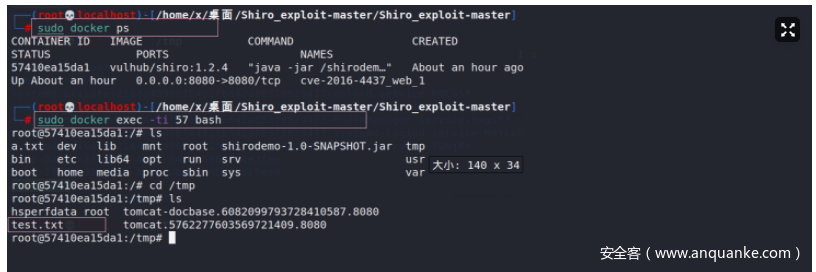 (root💀localhost)-[/home/x/桌面/Shiro_exploit-master/Shiro_exploit-master]
# sudo docker ps
CONTAINER ID IMAGE COMMAND CREATED
STATUS PORTS NAMES
57410ea15da1 vulhub/shiro:1.2.4 "java -jar /shirodem…" About an hour ago
Up About an hour 0.0.0.0:8080->8080/tcp cve-2016-4437_web_1
(root💀localhost)-[/home/x/桌面/Shiro_exploit-master/Shiro_exploit-master]
# sudo docker exec -ti 57 bash
root@57410ea15da1:/# ls
a.txt dev lib mnt root shirodemo-1.0-SNAPSHOT.jar tmp
bin etc lib64 opt run srv usr
boot home media proc sbin sys var
大小: 140 x 34
root@57410ea15da1:/# cd /tmp
root@57410ea15da1:/tmp# ls
hsperfdata_root tomcat-docbase.6082099793728410587.8080
test.txt tomcat.5762277603569721409.8080
root@57410ea15da1:/tmp#
安全客（www.anquanke.com）